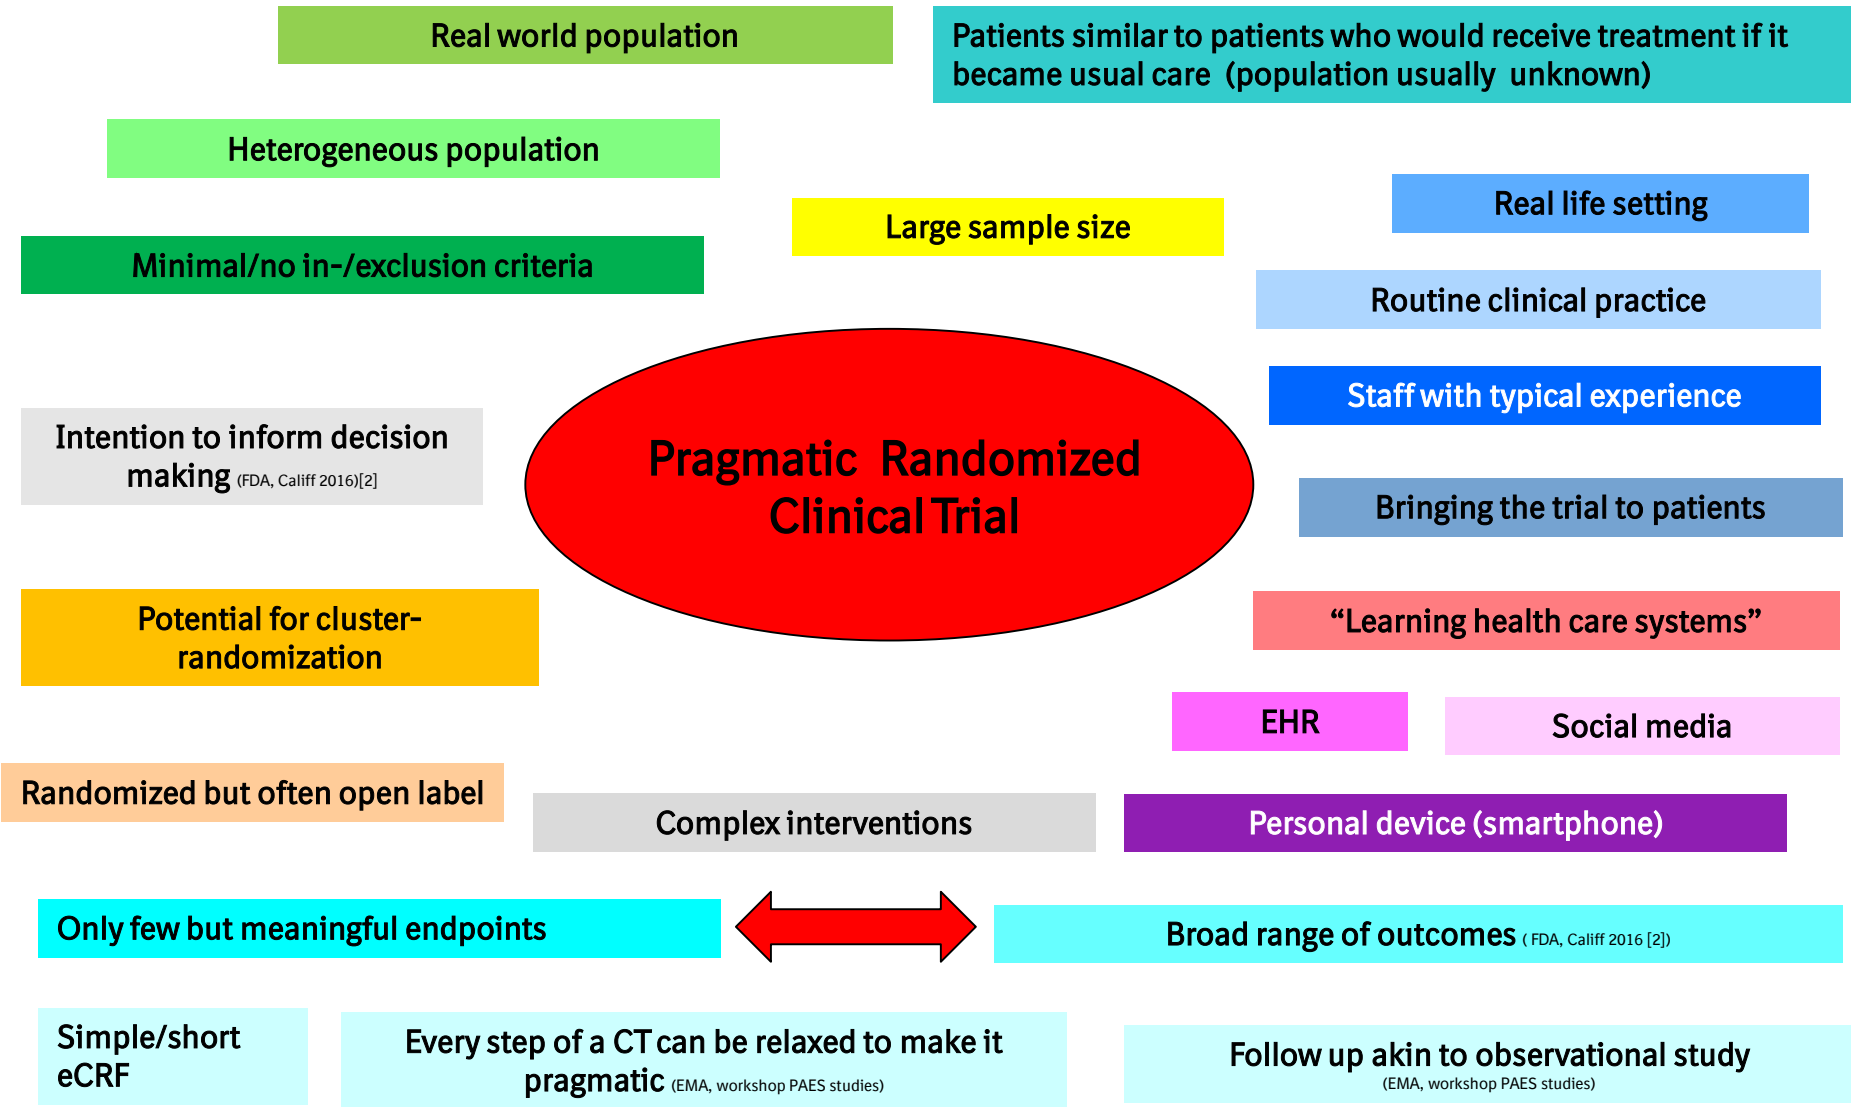 Real world population
Patients similar to patients who would receive treatment if it
became usual care (population usually unknown)
Heterogeneous population
Real life setting
Large sample size
Minimal/no in-/exclusion criteria
Routine clinical practice
Staff with typical experience
Intention to inform decision
making (FDA, Califf 2016)[2]
Pragmatic Randomized
Clinical Trial
Bringing the trial to patients
Potential for cluster-
randomization
“Learning health care systems”
EHR
Social media
Randomized but often open label
Complex interventions
Personal device (smartphone)
Only few but meaningful endpoints
Broad range of outcomes ( FDA, Califf 2016 [2])
Simple/short
eCRF
Every step of a CT can be relaxed to make it
pragmatic (EMA, workshop PAES studies)
Follow up akin to observational study
(EMA, workshop PAES studies)